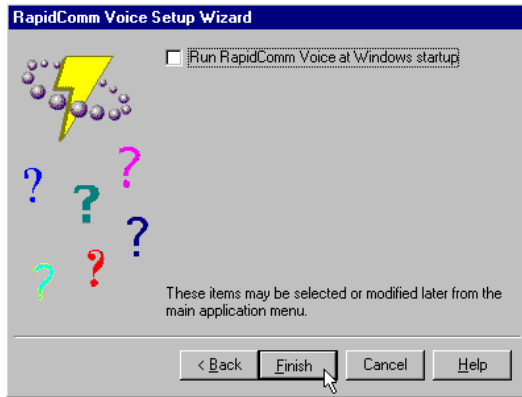 RapidComm Voice Setup Wizard
Run RapidComm Voice at Windows startup
? ? ? ? ? ?
These items may be selected or modified later from the
main application menu.
< Back Finish Cancel Help